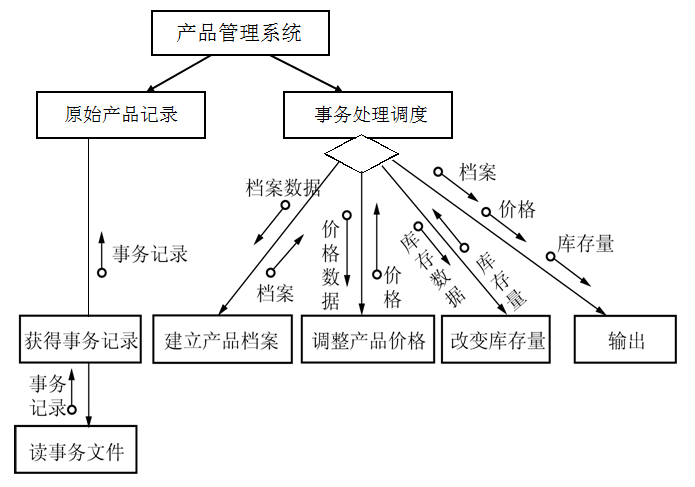 产品管理系统
原始产品记录
事务处理调度
档案
档案数据
价格
价格数据
库存数据
库存量
库存量
事务记录
档案
价格
获得事务记录
建立产品档案
调整产品价格
改变库存量
输出
事务
记录
读事务文件